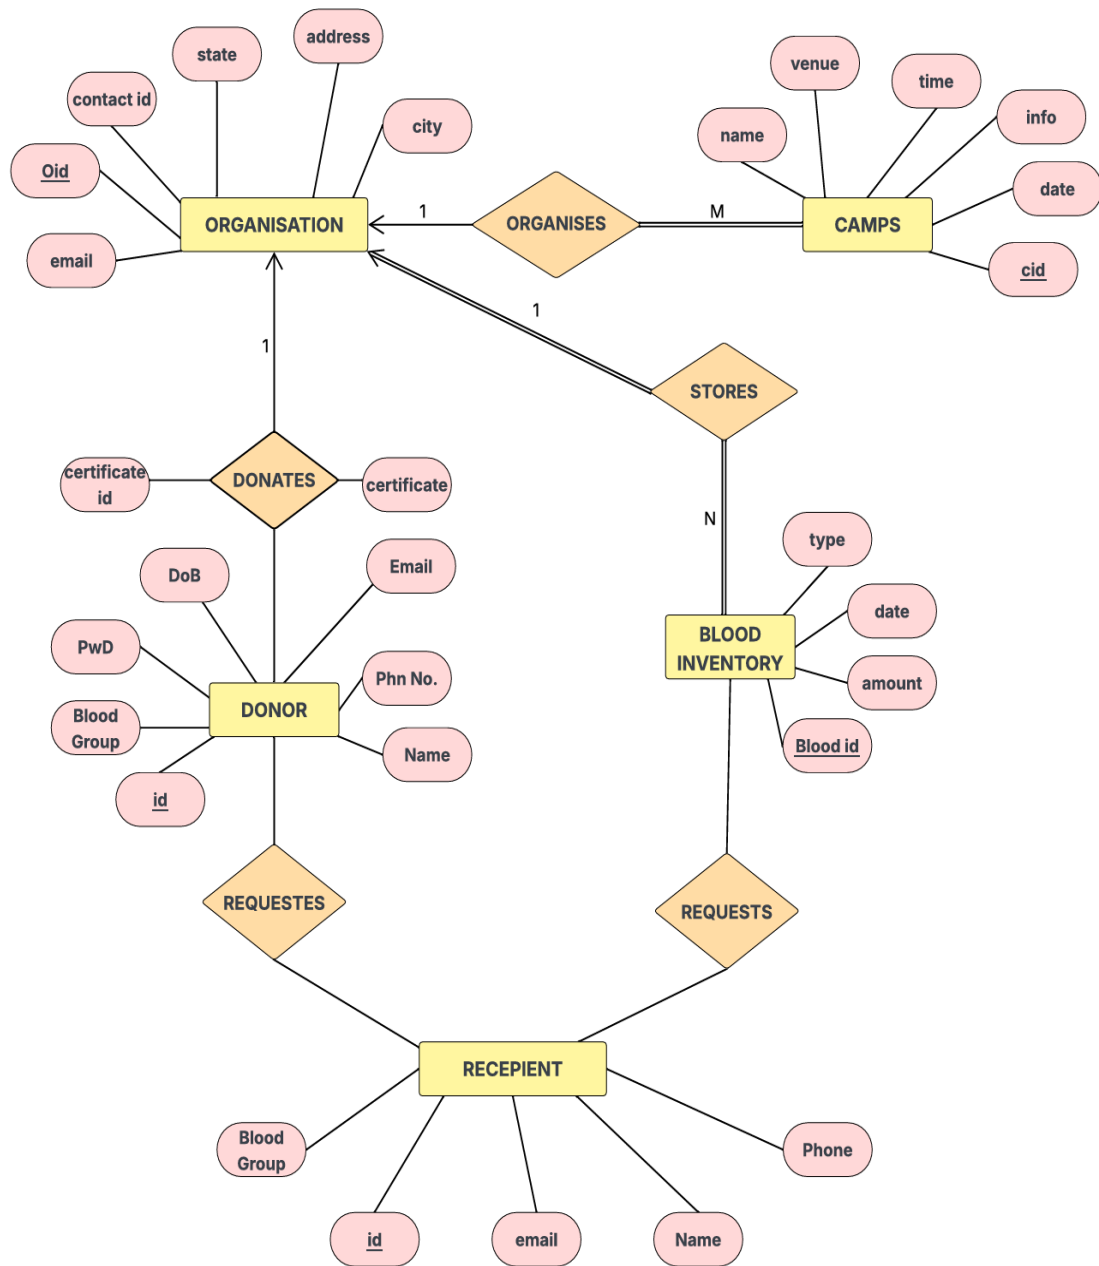 address
state
venue
time
contact id
info
city
name
Oid
date
ORGANISATION
1
ORGANISES
M
CAMPS
email
cid
1
1
STORES
certificate
id
DONATES
certificate
N
type
DoB
Email
date
PwD
BLOOD
INVENTORY
Phn No.
amount
Blood
Group
DONOR
Name
Blood id
id
REQUESTES
REQUESTS
RECEPIENT
Blood
Group
Phone
id
email
Name